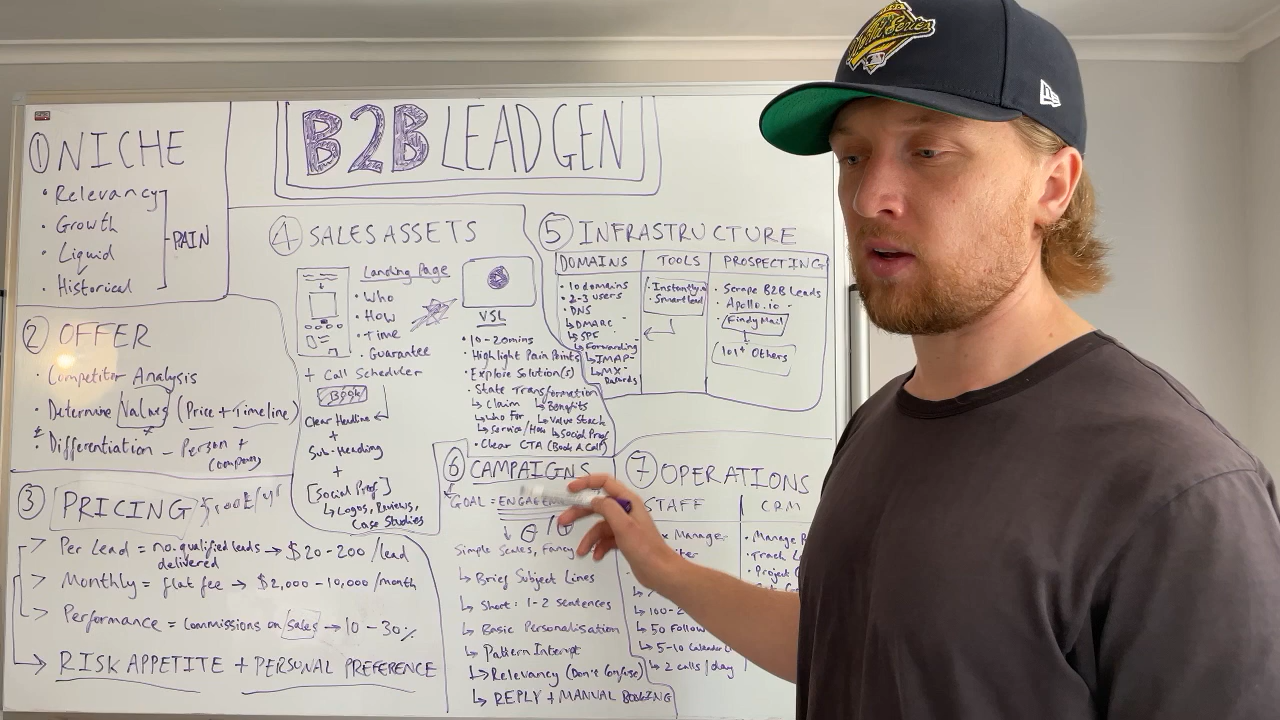 B2B LEAD GEN
① NICHE
• Relevancy
• Growth
• Liquid
• Historical
PAIN
② OFFER
• Competitor Analysis
• Determine Values (Price + Timeline)
• Differentiation - Person +
(company)
③ PRICING
> Per Lead = no. qualified leads → $20-200/lead
delivered
> Monthly = flat fee → $2,000-10,000/month
> Performance = Commissions on sales → 10-30%
→ RISK APPETITE + PERSONAL PREFERENCE
④ SALES ASSETS
Landing Page
• Who
• How
• Time
• Guarantee
+ Call Scheduler
Book
Clear Headline
+
Sub-Heading
+
[Social Proof]
↳ Logos, Reviews,
Case Studies
VSL
• 10-20mins
• Highlight Pain Points
• Explore Solution(s)
• State Transformation
↳ Claim ↳ Benefits
↳ Who For ↳ Value Stack
↳ Service/How ↳ Social Proof
• Clear CTA (Book A Call)
⑤ INFRASTRUCTURE
DOMAINS
• 10 domains
• 2-3 users
• DNS
↳ DMARC
↳ SPF
↳ Forwarding
↳ IMAP
↳ MX-
Records
TOOLS
• Instantly
• Smartlead
PROSPECTING
• Scrape B2B Leads
• Apollo.io
FindyMail
101+ Others
⑥ CAMPAIGNS
GOAL =
Simple Scales, Fancy
↳ Brief Subject Lines
↳ Short: 1-2 sentences
↳ Basic Personalisation
↳ Pattern Interrupt
↳ Relevancy (Don't Confuse)
↳ REPLY + MANUAL BOOKING
⑦ OPERATIONS
STAFF
Manager
↳ 50 Follow
↳ 5-10 Calendar
↳ 2 calls/day
CRM
• Track
• Project
World Series